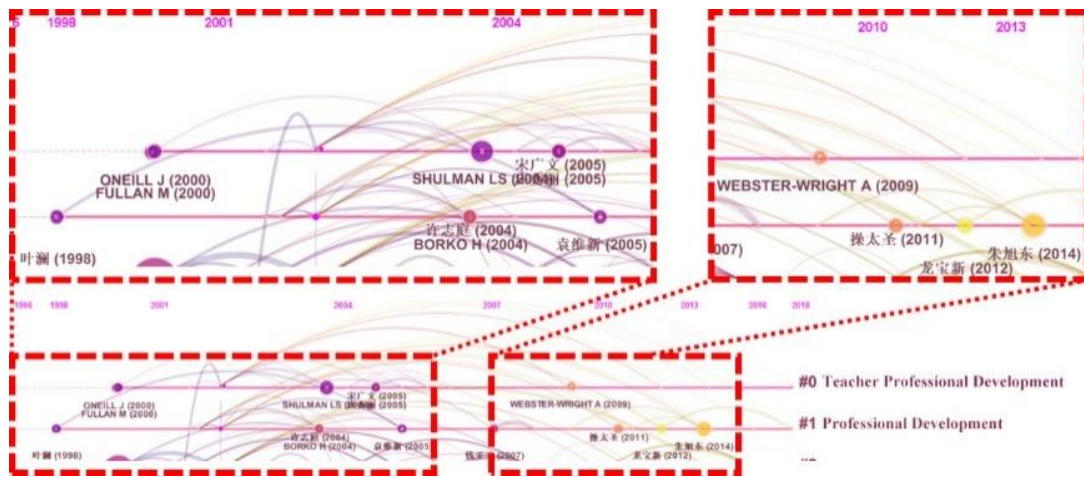 1998 2001 2004
ONEILL J (2000)
FULLAN M (2000)
SHULMAN LS (2004)
宋广文 (2005)
(2005)
许志庭 (2004)
BORKO H (2004)
袁维新 (2005)
叶澜 (1998)
2010 2013
WEBSTER-WRIGHT A (2009)
操太圣 (2011)
2007)
龙宝新 (2012)
朱旭东 (2014)
1996 1998 2001 2004 2007 2010 2013 2016 2018
ONEILL J (2000)
FULLAN M (2000)
SHULMAN LS
宋广文 (2005)
(2005)
许志庭 (2004)
BORKO H (2004)
袁维新 (2005
叶澜 (1998)
(2007)
WEBSTER-WRIGHT A (2009)
操太圣 (2011)
龙宝新 (2012)
朱旭东 (2014)
#0 Teacher Professional Development
#1 Professional Development